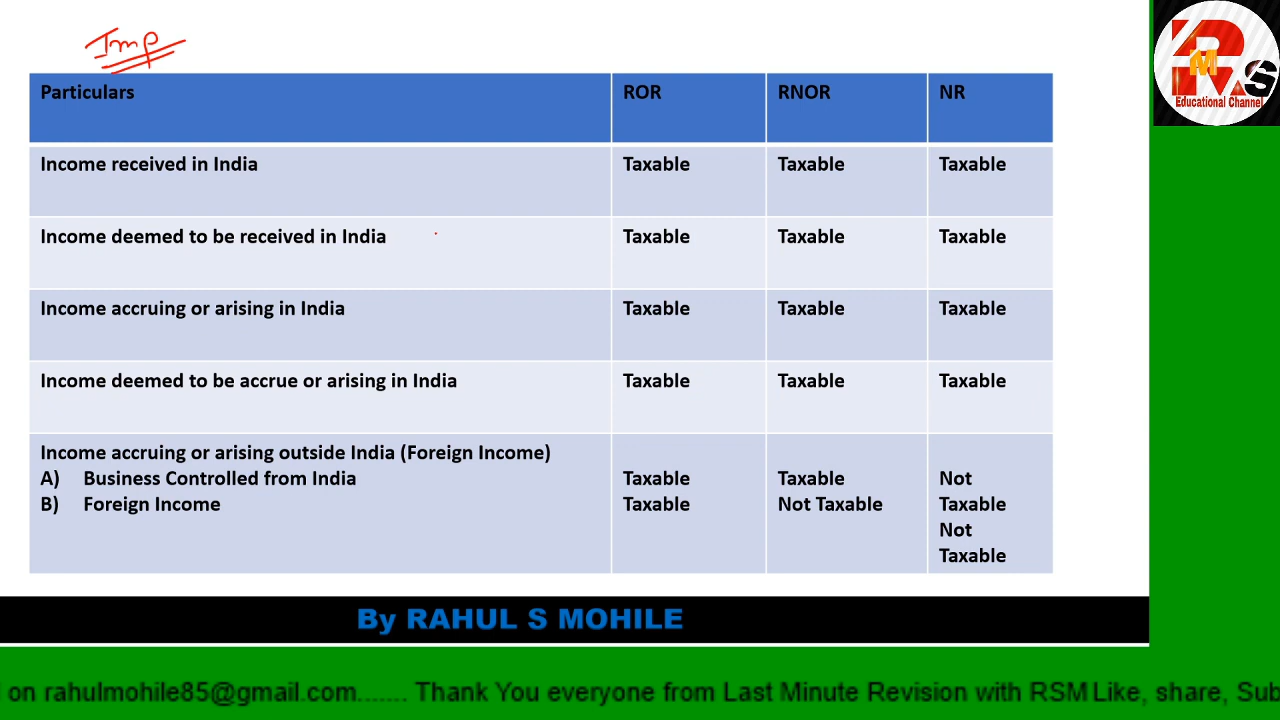 Imp
Particulars ROR RNOR NR
Income received in India Taxable Taxable Taxable
Income deemed to be received in India Taxable Taxable Taxable
Income accruing or arising in India Taxable Taxable Taxable
Income deemed to be accrue or arising in India Taxable Taxable Taxable
Income accruing or arising outside India (Foreign Income)
A) Business Controlled from India Taxable Taxable Not
B) Foreign Income Taxable Not Taxable Taxable
Not
Taxable
By RAHUL S MOHILE
on rahulmohile85@gmail.com....... Thank You everyone from Last Minute Revision with RSM Like, share, Sub
M
S
Educational Channel